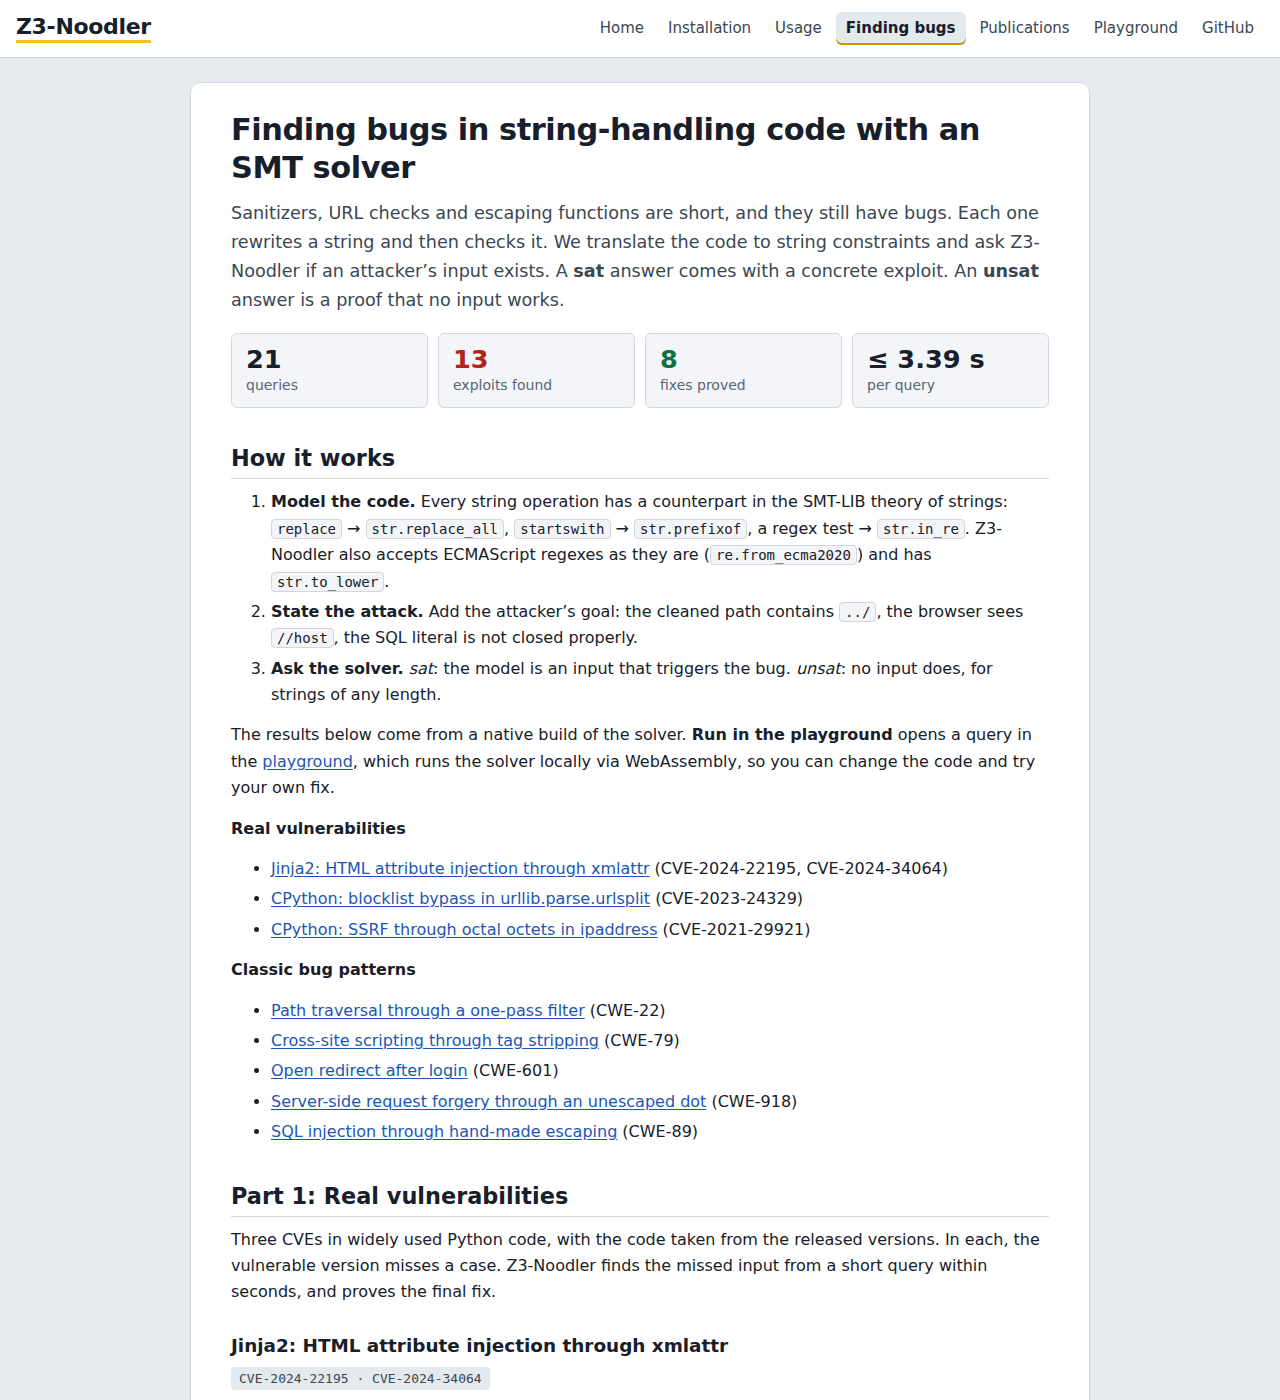 Z3-Noodler
Home Installation Usage Finding bugs Publications Playground GitHub
Finding bugs in string-handling code with an
SMT solver
Sanitizers, URL checks and escaping functions are short, and they still have bugs. Each one
rewrites a string and then checks it. We translate the code to string constraints and ask Z3-
Noodler if an attacker’s input exists. A sat answer comes with a concrete exploit. An unsat
answer is a proof that no input works.
21
queries
13
exploits found
8
fixes proved
≤ 3.39 s
per query
How it works
1. Model the code. Every string operation has a counterpart in the SMT-LIB theory of strings:
replace → str.replace_all, startswith → str.prefixof, a regex test → str.in_re. Z3-
Noodler also accepts ECMAScript regexes as they are (re.from_ecma2020) and has
str.to_lower.
2. State the attack. Add the attacker’s goal: the cleaned path contains ../, the browser sees
//host, the SQL literal is not closed properly.
3. Ask the solver. sat: the model is an input that triggers the bug. unsat: no input does, for
strings of any length.
The results below come from a native build of the solver. Run in the playground opens a query in
the playground, which runs the solver locally via WebAssembly, so you can change the code and try
your own fix.
Real vulnerabilities
• Jinja2: HTML attribute injection through xmlattr (CVE-2024-22195, CVE-2024-34064)
• CPython: blocklist bypass in urllib.parse.urlsplit (CVE-2023-24329)
• CPython: SSRF through octal octets in ipaddress (CVE-2021-29921)
Classic bug patterns
• Path traversal through a one-pass filter (CWE-22)
• Cross-site scripting through tag stripping (CWE-79)
• Open redirect after login (CWE-601)
• Server-side request forgery through an unescaped dot (CWE-918)
• SQL injection through hand-made escaping (CWE-89)
Part 1: Real vulnerabilities
Three CVEs in widely used Python code, with the code taken from the released versions. In each, the
vulnerable version misses a case. Z3-Noodler finds the missed input from a short query within
seconds, and proves the final fix.
Jinja2: HTML attribute injection through xmlattr
CVE-2024-22195 · CVE-2024-34064